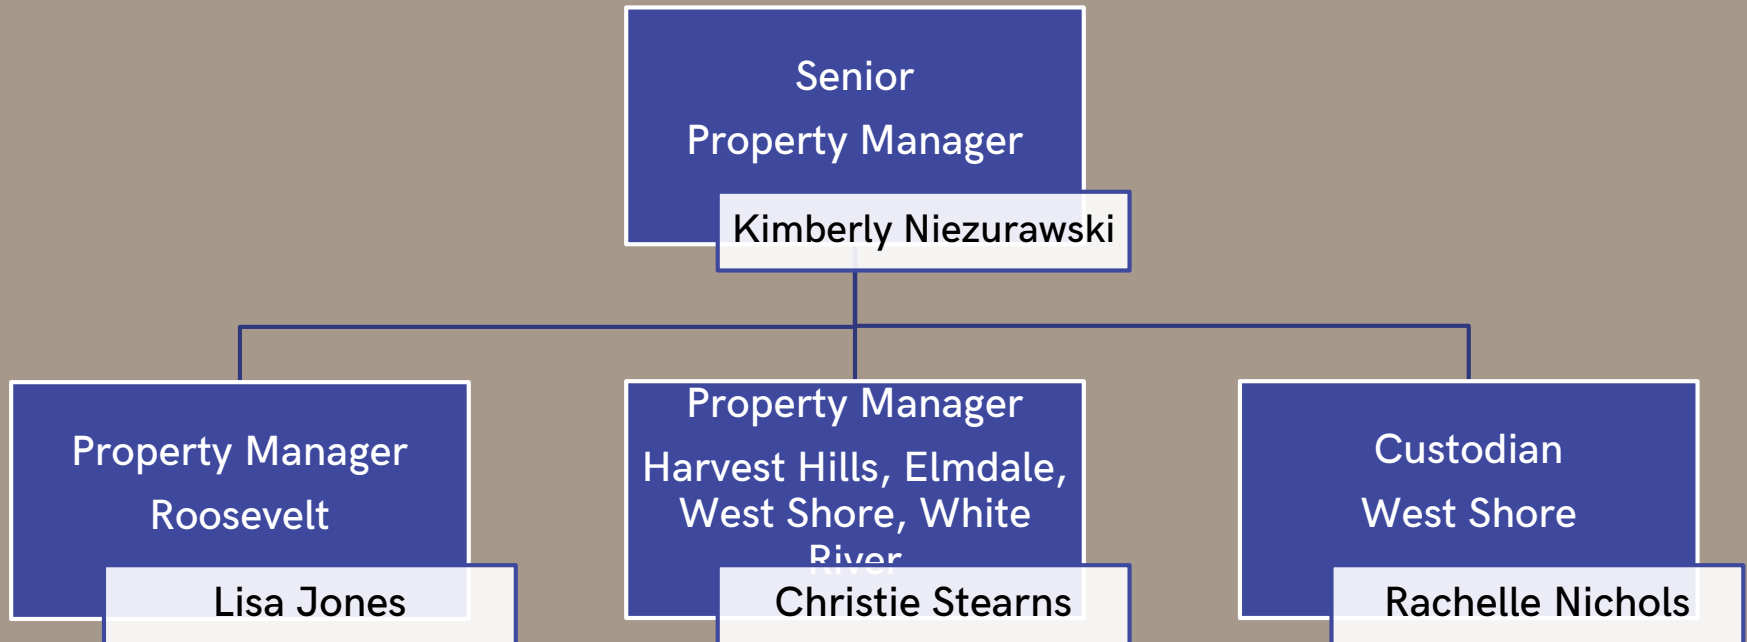 Senior
Property Manager
Kimberly Niezurawski
Property Manager
Roosevelt
Lisa Jones
Property Manager
Harvest Hills, Elmdale,
West Shore, White
River
Christie Stearns
Custodian
West Shore
Rachelle Nichols